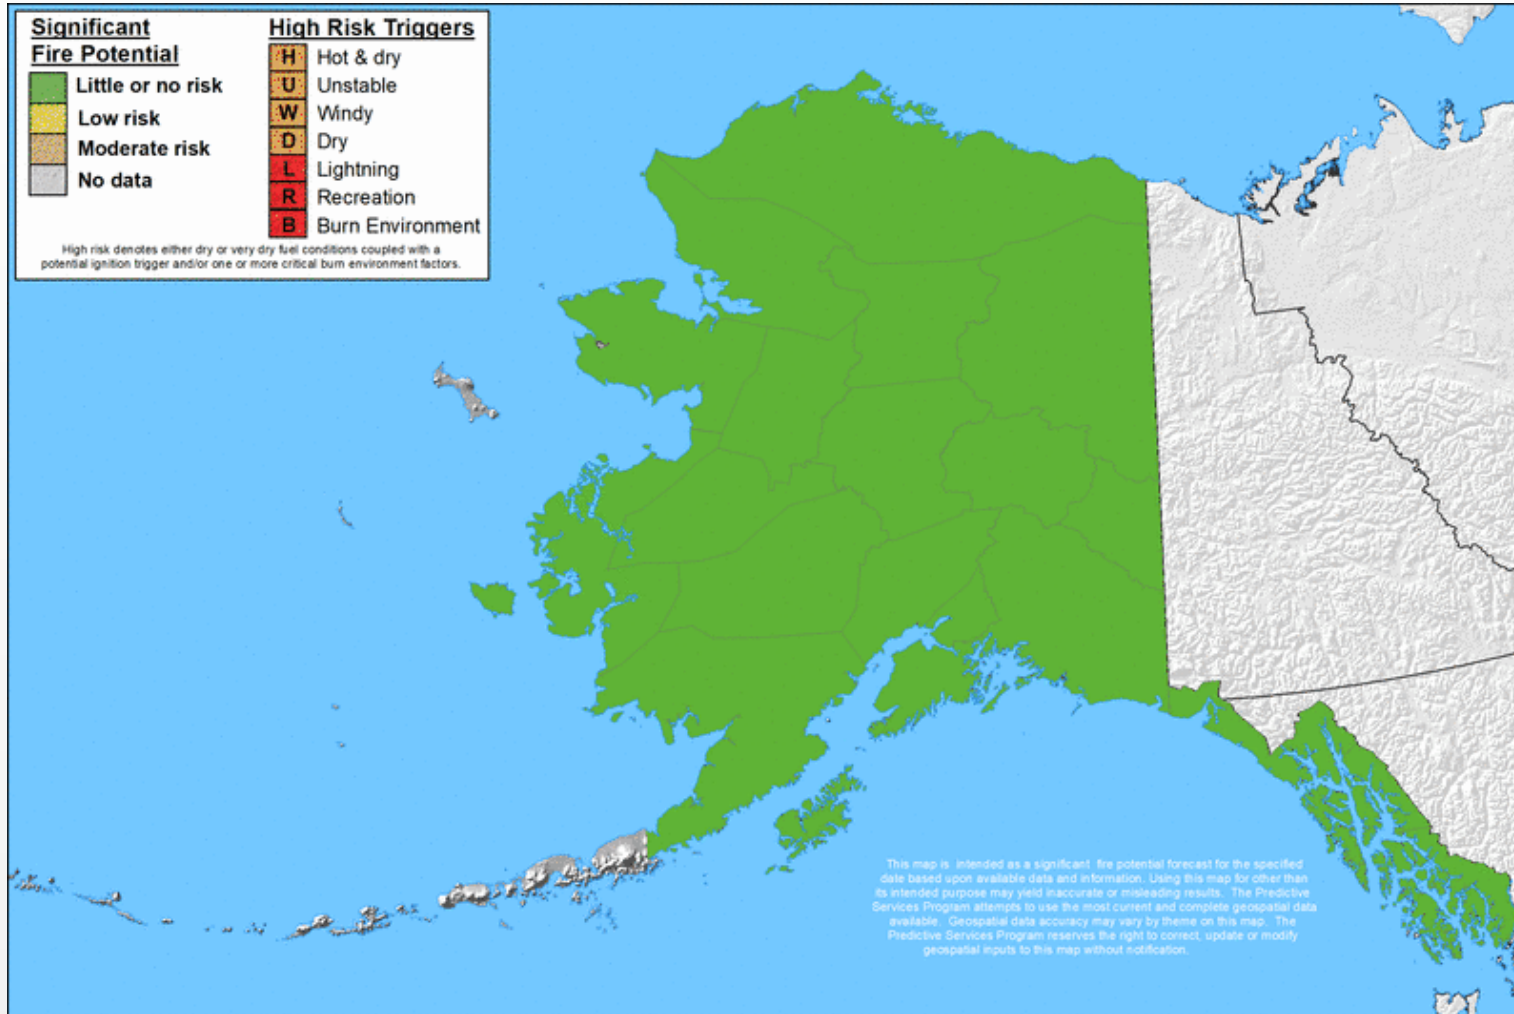 Significant
Fire Potential
Little or no risk
Low risk
Moderate risk
No data
High Risk Triggers
H Hot & dry
U Unstable
W Windy
D Dry
L Lightning
R Recreation
B Burn Environment
High risk denotes either dry or very dry fuel conditions coupled with a
potential ignition trigger and/or one or more critical burn environment factors.
This map is intended as a significant fire potential forecast for the specified
date based upon available data and information. Using this map for other than
its intended purpose may yield inaccurate or misleading results. The Predictive
Services Program attempts to use the most current and complete geospatial data
available. Geospatial data accuracy may vary by theme on this map. The
Predictive Services Program reserves the right to correct, update or modify
geospatial inputs to this map without notification.